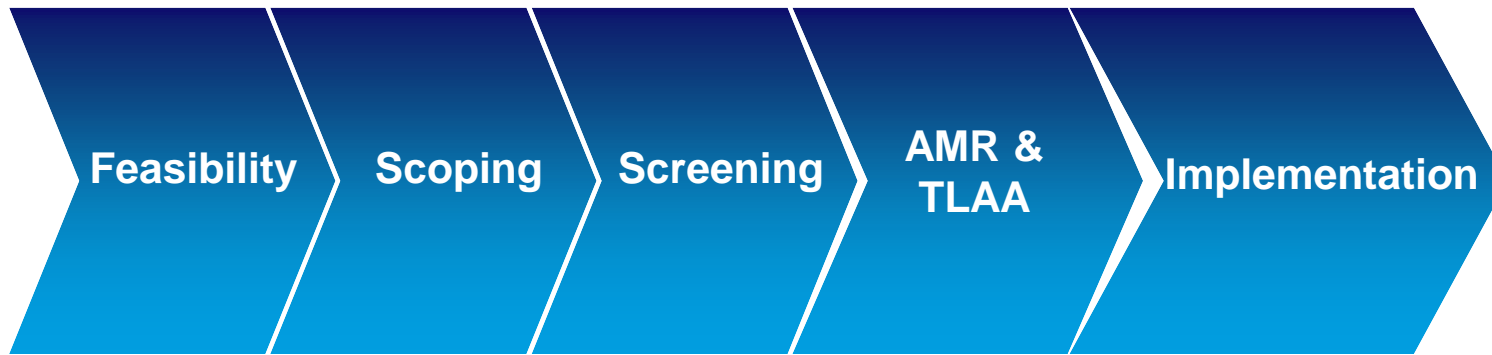 Feasibility
Scoping
Screening
AMR &
TLAA
Implementation